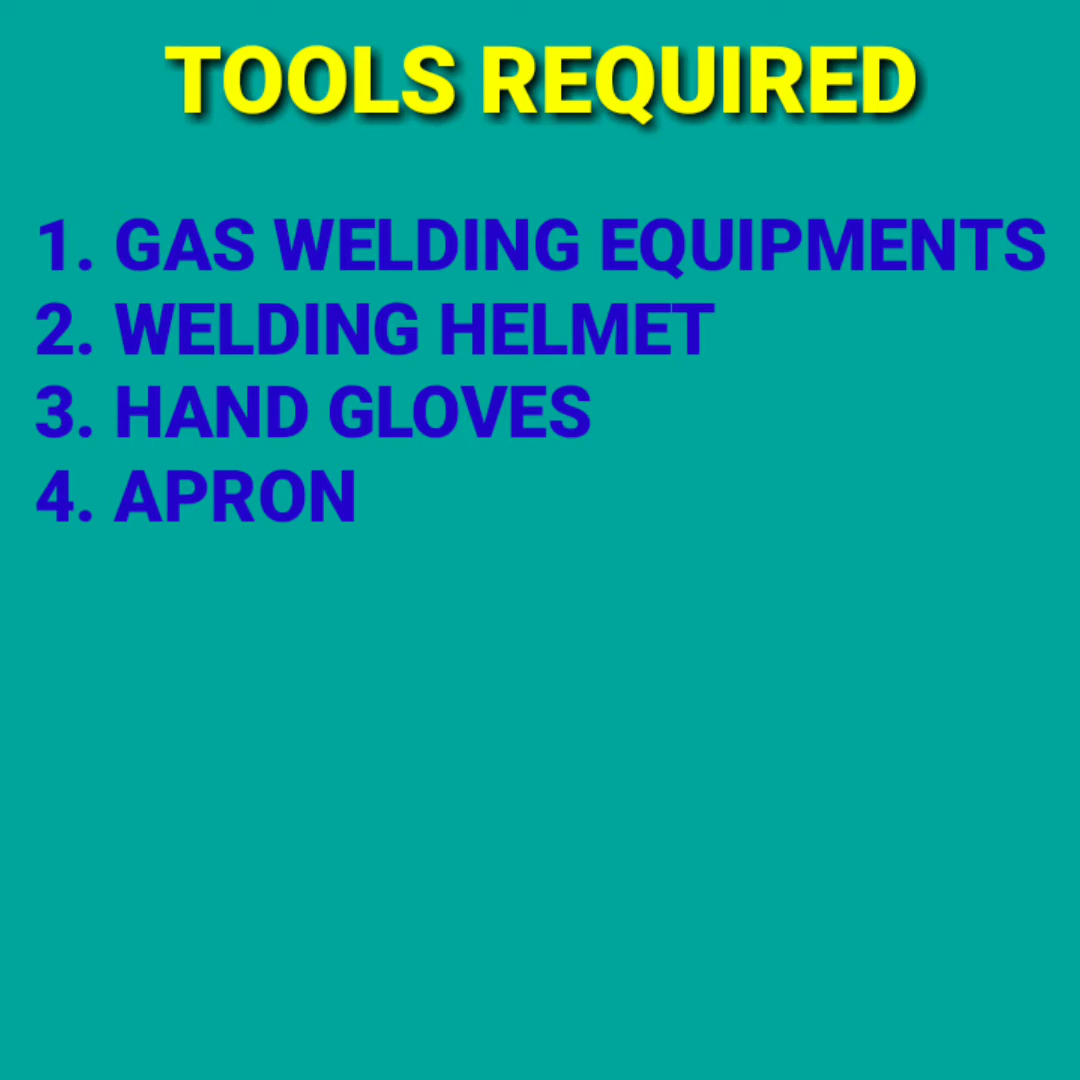 TOOLS REQUIRED
1. GAS WELDING EQUIPMENTS
2. WELDING HELMET
3. HAND GLOVES
4. APRON